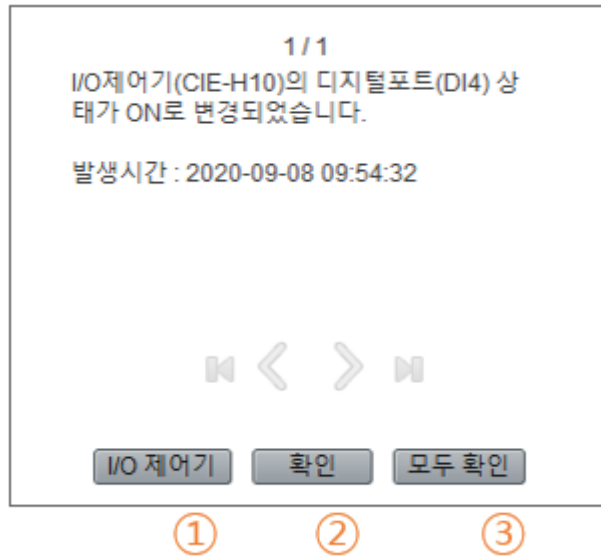 1 / 1
I/O제어기(CIE-H10)의 디지털포트(DI4) 상
태가 ON로 변경되었습니다.
발생시간 : 2020-09-08 09:54:32
I/O 제어기 확인 모두 확인
① ② ③